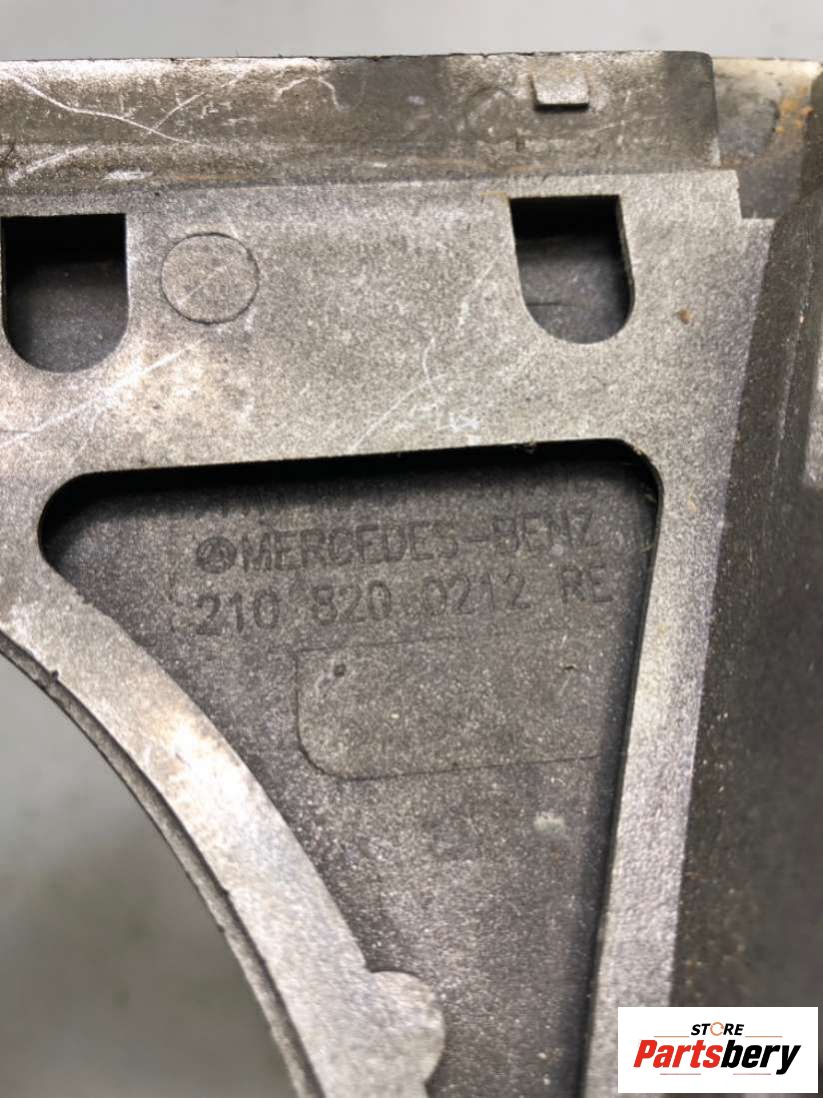 MERCEDES-BENZ
210 820 0212 RE
STORE
Partsbery